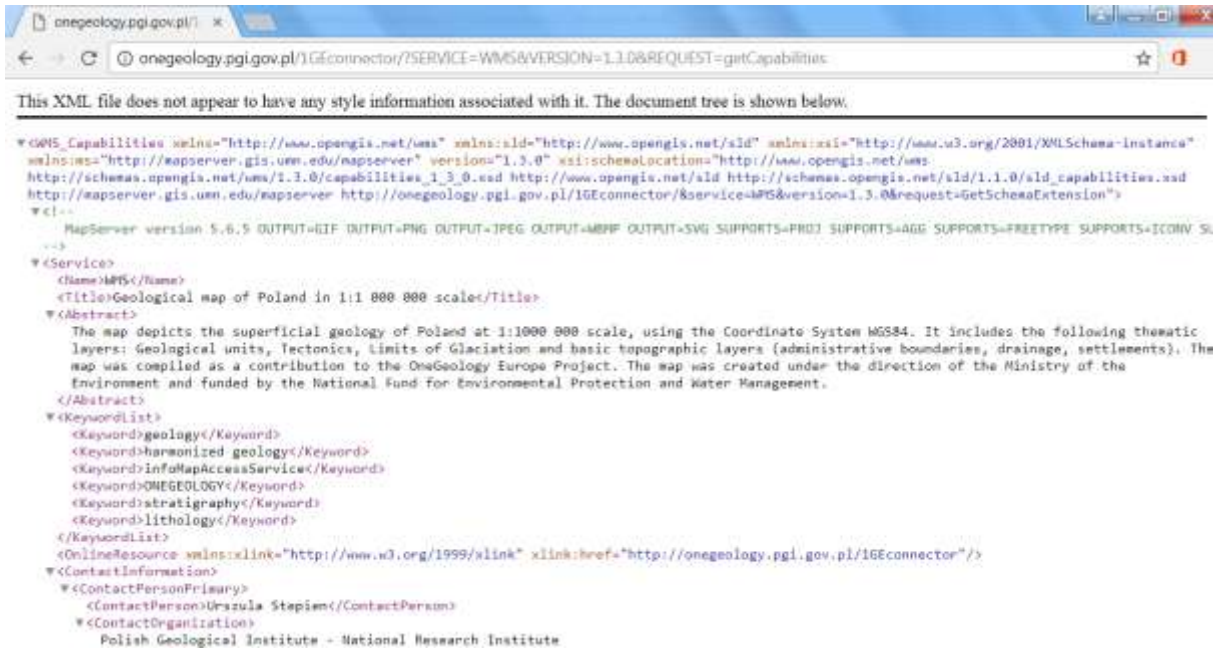 onegeology.pgi.gov.pl/1
onegeology.pgi.gov.pl/1GEconnector/?SERVICE=WMS&VERSION=1.3.0&REQUEST=getCapabilities
This XML file does not appear to have any style information associated with it. The document tree is shown below.
▼<WMS_Capabilities xmlns="http://www.opengis.net/wms" xmlns:sld="http://www.opengis.net/sld" xmlns:xsi="http://www.w3.org/2001/XMLSchema-instance"
xmlns:ms="http://mapserver.gis.umn.edu/mapserver" version="1.3.0" xsi:schemaLocation="http://www.opengis.net/wms
http://schemas.opengis.net/wms/1.3.0/capabilities_1_3_0.xsd http://www.opengis.net/sld http://schemas.opengis.net/sld/1.1.0/sld_capabilities.xsd
http://mapserver.gis.umn.edu/mapserver http://onegeology.pgi.gov.pl/1GEconnector/&service=WMS&version=1.3.0&request=GetSchemaExtension">
▼<!--
MapServer version 5.6.5 OUTPUT=GIF OUTPUT=PNG OUTPUT=JPEG OUTPUT=WBMP OUTPUT=SVG SUPPORTS=PROJ SUPPORTS=AGG SUPPORTS=FREETYPE SUPPORTS=ICONV SU
-->
▼<Service>
<Name>WMS</Name>
<Title>Geological map of Poland in 1:1 000 000 scale</Title>
▼<Abstract>
The map depicts the superficial geology of Poland at 1:1000 000 scale, using the Coordinate System WGS84. It includes the following thematic
layers: Geological units, Tectonics, Limits of Glaciation and basic topographic layers (administrative boundaries, drainage, settlements). The
map was compiled as a contribution to the OneGeology Europe Project. The map was created under the direction of the Ministry of the
Environment and funded by the National Fund for Environmental Protection and Water Management.
</Abstract>
▼<KeywordList>
<Keyword>geology</Keyword>
<Keyword>harmonized geology</Keyword>
<Keyword>infoMapAccessService</Keyword>
<Keyword>ONEGEOLOGY</Keyword>
<Keyword>stratigraphy</Keyword>
<Keyword>lithology</Keyword>
</KeywordList>
<OnlineResource xmlns:xlink="http://www.w3.org/1999/xlink" xlink:href="http://onegeology.pgi.gov.pl/1GEconnector"/>
▼<ContactInformation>
▼<ContactPersonPrimary>
<ContactPerson>Urszula Stepien</ContactPerson>
▼<ContactOrganization>
Polish Geological Institute - National Research Institute